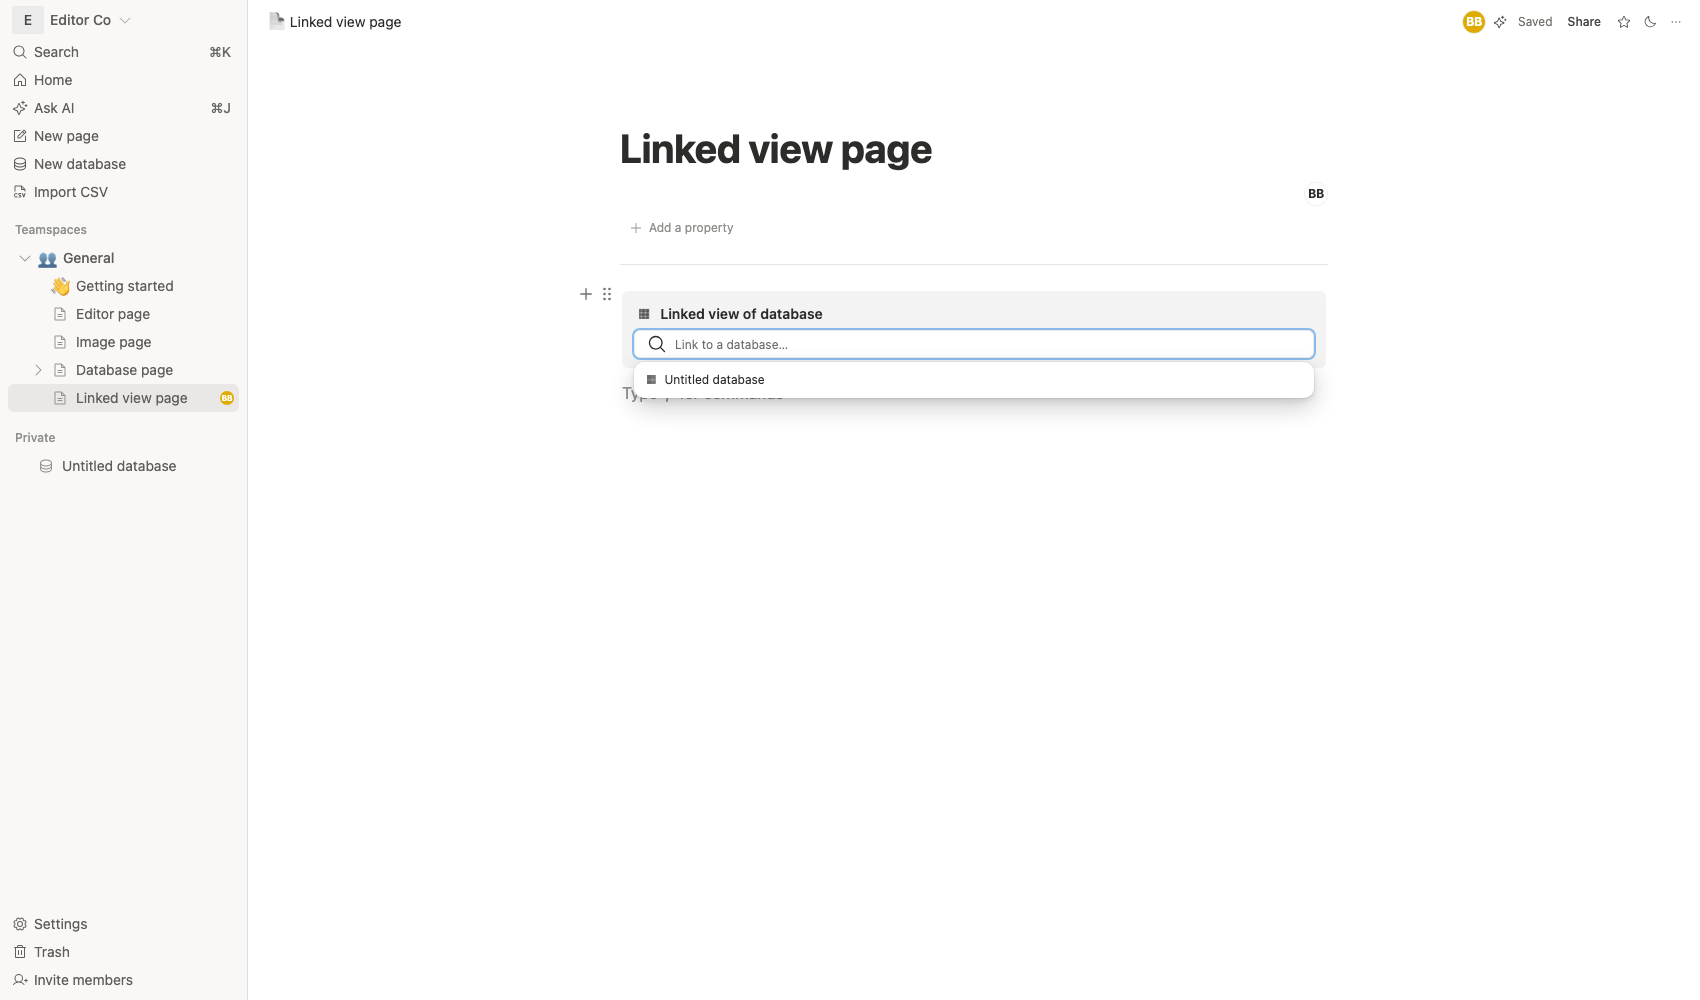 E Editor Co
Search ⌘K
Home
Ask AI ⌘J
New page
New database
Import CSV
Teamspaces
General
Getting started
Editor page
Image page
Database page
Linked view page BB
Private
Untitled database
Settings
Trash
Invite members
Linked view page
BB Saved Share
Linked view page
BB
Add a property
Linked view of database
Link to a database...
Untitled database